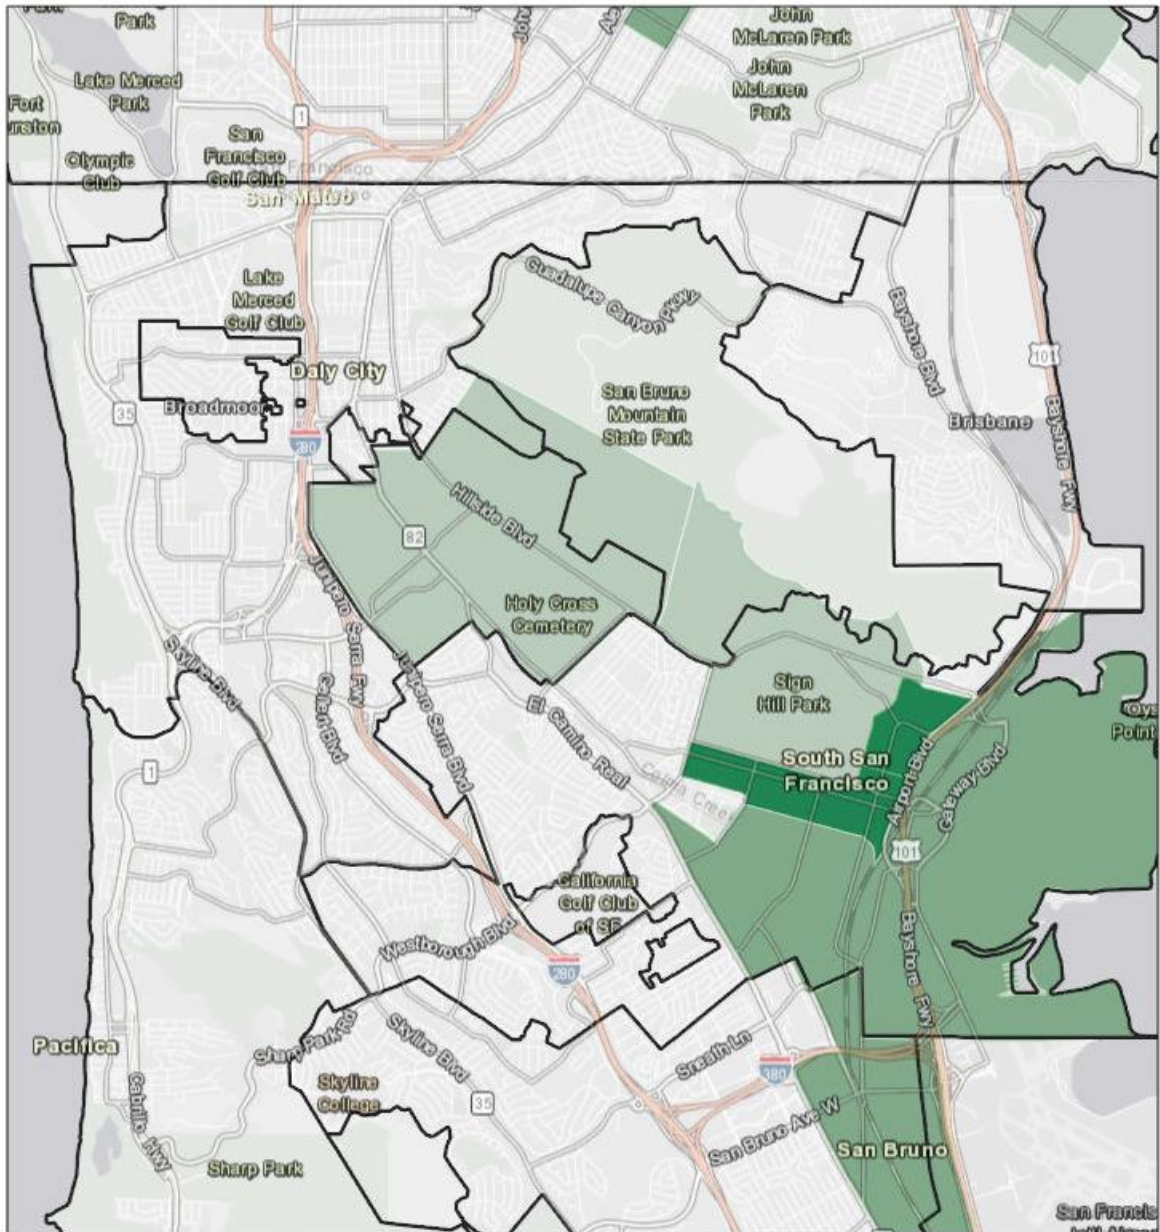 Park
Park
John
McLaren Park
John
McLaren
Park
Lake Merced
Park
Fort
1
San
Francisco
Golf Club
Olympic
Club
San Mateo
Guadalupe Canyon Pkwy
Lake
Merced
Golf Club
Bayshore Blvd
101
Daly City
San Bruno
Mountain
State Park
35
Broadmoor
Brisbane
280
Bayshore Fwy
Hillside Blvd
82
Junipero Serra Fwy
Holy Cross
Cemetery
Skyline Blvd
Callan Blvd
Junipero Serra Blvd
Sign
Hill Park
El Camino Real
Point
1
South San
Francisco
Colma Creek
Airport Blvd
Gateway Blvd
101
California
Golf Club
of SF
Westborough Blvd
280
Bayshore Fwy
Pacifica
Sharp Park Rd
Skyline Blvd
Sneath Ln
380
Skyline
College
35
Cabrillo Hwy
San Bruno Ave W
San Bruno
Sharp Park
San Francis